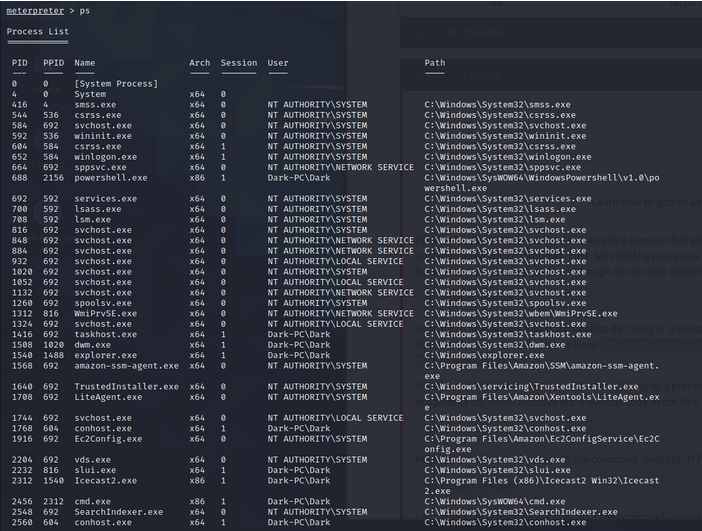 meterpreter > ps
Process List
PID PPID Name Arch Session User Path
0 0 [System Process]
4 0 System x64 0
416 4 smss.exe x64 0 NT AUTHORITY\SYSTEM C:\Windows\System32\smss.exe
544 536 csrss.exe x64 0 NT AUTHORITY\SYSTEM C:\Windows\System32\csrss.exe
584 692 svchost.exe x64 0 NT AUTHORITY\SYSTEM C:\Windows\System32\svchost.exe
592 536 wininit.exe x64 0 NT AUTHORITY\SYSTEM C:\Windows\System32\wininit.exe
604 584 csrss.exe x64 1 NT AUTHORITY\SYSTEM C:\Windows\System32\csrss.exe
652 584 winlogon.exe x64 1 NT AUTHORITY\SYSTEM C:\Windows\System32\winlogon.exe
664 692 sppsvc.exe x64 0 NT AUTHORITY\NETWORK SERVICE C:\Windows\System32\sppsvc.exe
688 2156 powershell.exe x86 1 Dark-PC\Dark C:\Windows\SysWOW64\WindowsPowershell\v1.0\po
wershell.exe
692 592 services.exe x64 0 NT AUTHORITY\SYSTEM C:\Windows\System32\services.exe
700 592 lsass.exe x64 0 NT AUTHORITY\SYSTEM C:\Windows\System32\lsass.exe
708 592 lsm.exe x64 0 NT AUTHORITY\SYSTEM C:\Windows\System32\lsm.exe
816 692 svchost.exe x64 0 NT AUTHORITY\SYSTEM C:\Windows\System32\svchost.exe
848 692 svchost.exe x64 0 NT AUTHORITY\NETWORK SERVICE C:\Windows\System32\svchost.exe
884 692 svchost.exe x64 0 NT AUTHORITY\NETWORK SERVICE C:\Windows\System32\svchost.exe
932 692 svchost.exe x64 0 NT AUTHORITY\LOCAL SERVICE C:\Windows\System32\svchost.exe
1020 692 svchost.exe x64 0 NT AUTHORITY\SYSTEM C:\Windows\System32\svchost.exe
1052 692 svchost.exe x64 0 NT AUTHORITY\LOCAL SERVICE C:\Windows\System32\svchost.exe
1132 692 svchost.exe x64 0 NT AUTHORITY\NETWORK SERVICE C:\Windows\System32\svchost.exe
1260 692 spoolsv.exe x64 0 NT AUTHORITY\SYSTEM C:\Windows\System32\spoolsv.exe
1312 816 WmiPrvSE.exe x64 0 NT AUTHORITY\NETWORK SERVICE C:\Windows\System32\wbem\WmiPrvSE.exe
1324 692 svchost.exe x64 0 NT AUTHORITY\LOCAL SERVICE C:\Windows\System32\svchost.exe
1416 692 taskhost.exe x64 1 Dark-PC\Dark C:\Windows\System32\taskhost.exe
1508 1020 dwm.exe x64 1 Dark-PC\Dark C:\Windows\System32\dwm.exe
1540 1488 explorer.exe x64 1 Dark-PC\Dark C:\Windows\explorer.exe
1568 692 amazon-ssm-agent.exe x64 0 NT AUTHORITY\SYSTEM C:\Program Files\Amazon\SSM\amazon-ssm-agent.
exe
1640 692 TrustedInstaller.exe x64 0 NT AUTHORITY\SYSTEM C:\Windows\servicing\TrustedInstaller.exe
1708 692 LiteAgent.exe x64 0 NT AUTHORITY\SYSTEM C:\Program Files\Amazon\Xentools\LiteAgent.ex
e
1744 692 svchost.exe x64 0 NT AUTHORITY\LOCAL SERVICE C:\Windows\System32\svchost.exe
1768 604 conhost.exe x64 1 Dark-PC\Dark C:\Windows\System32\conhost.exe
1916 692 Ec2Config.exe x64 0 NT AUTHORITY\SYSTEM C:\Program Files\Amazon\Ec2ConfigService\Ec2C
onfig.exe
2204 692 vds.exe x64 0 NT AUTHORITY\SYSTEM C:\Windows\System32\vds.exe
2232 816 slui.exe x64 1 Dark-PC\Dark C:\Windows\System32\slui.exe
2312 1540 Icecast2.exe x86 1 Dark-PC\Dark C:\Program Files (x86)\Icecast2 Win32\Icecast
2.exe
2456 2312 cmd.exe x86 1 Dark-PC\Dark C:\Windows\SysWOW64\cmd.exe
2548 692 SearchIndexer.exe x64 0 NT AUTHORITY\SYSTEM C:\Windows\System32\SearchIndexer.exe
2560 604 conhost.exe x64 1 Dark-PC\Dark C:\Windows\System32\conhost.exe